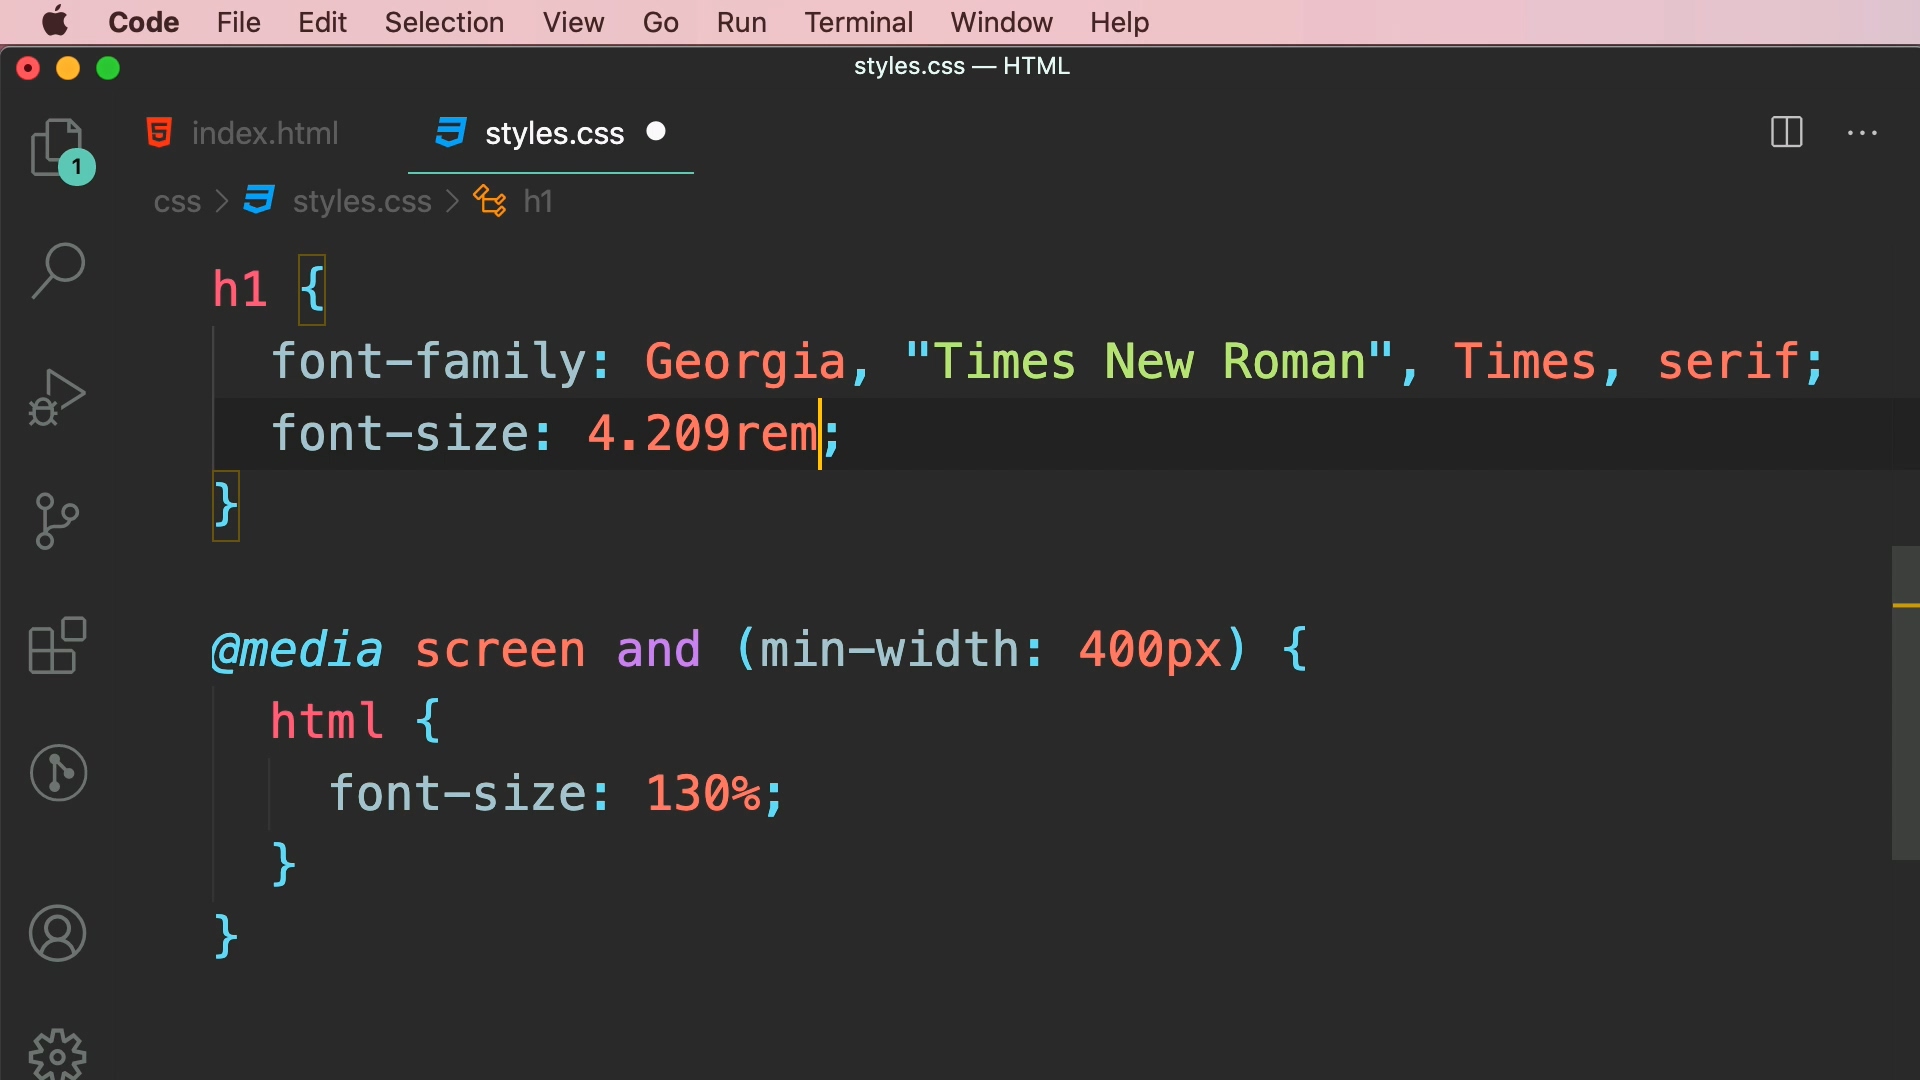 Code File Edit Selection View Go Run Terminal Window Help
styles.css — HTML
index.html styles.css
1
css > styles.css > h1
h1 {
font-family: Georgia, "Times New Roman", Times, serif;
font-size: 4.209rem;
}
@media screen and (min-width: 400px) {
html {
font-size: 130%;
}
}